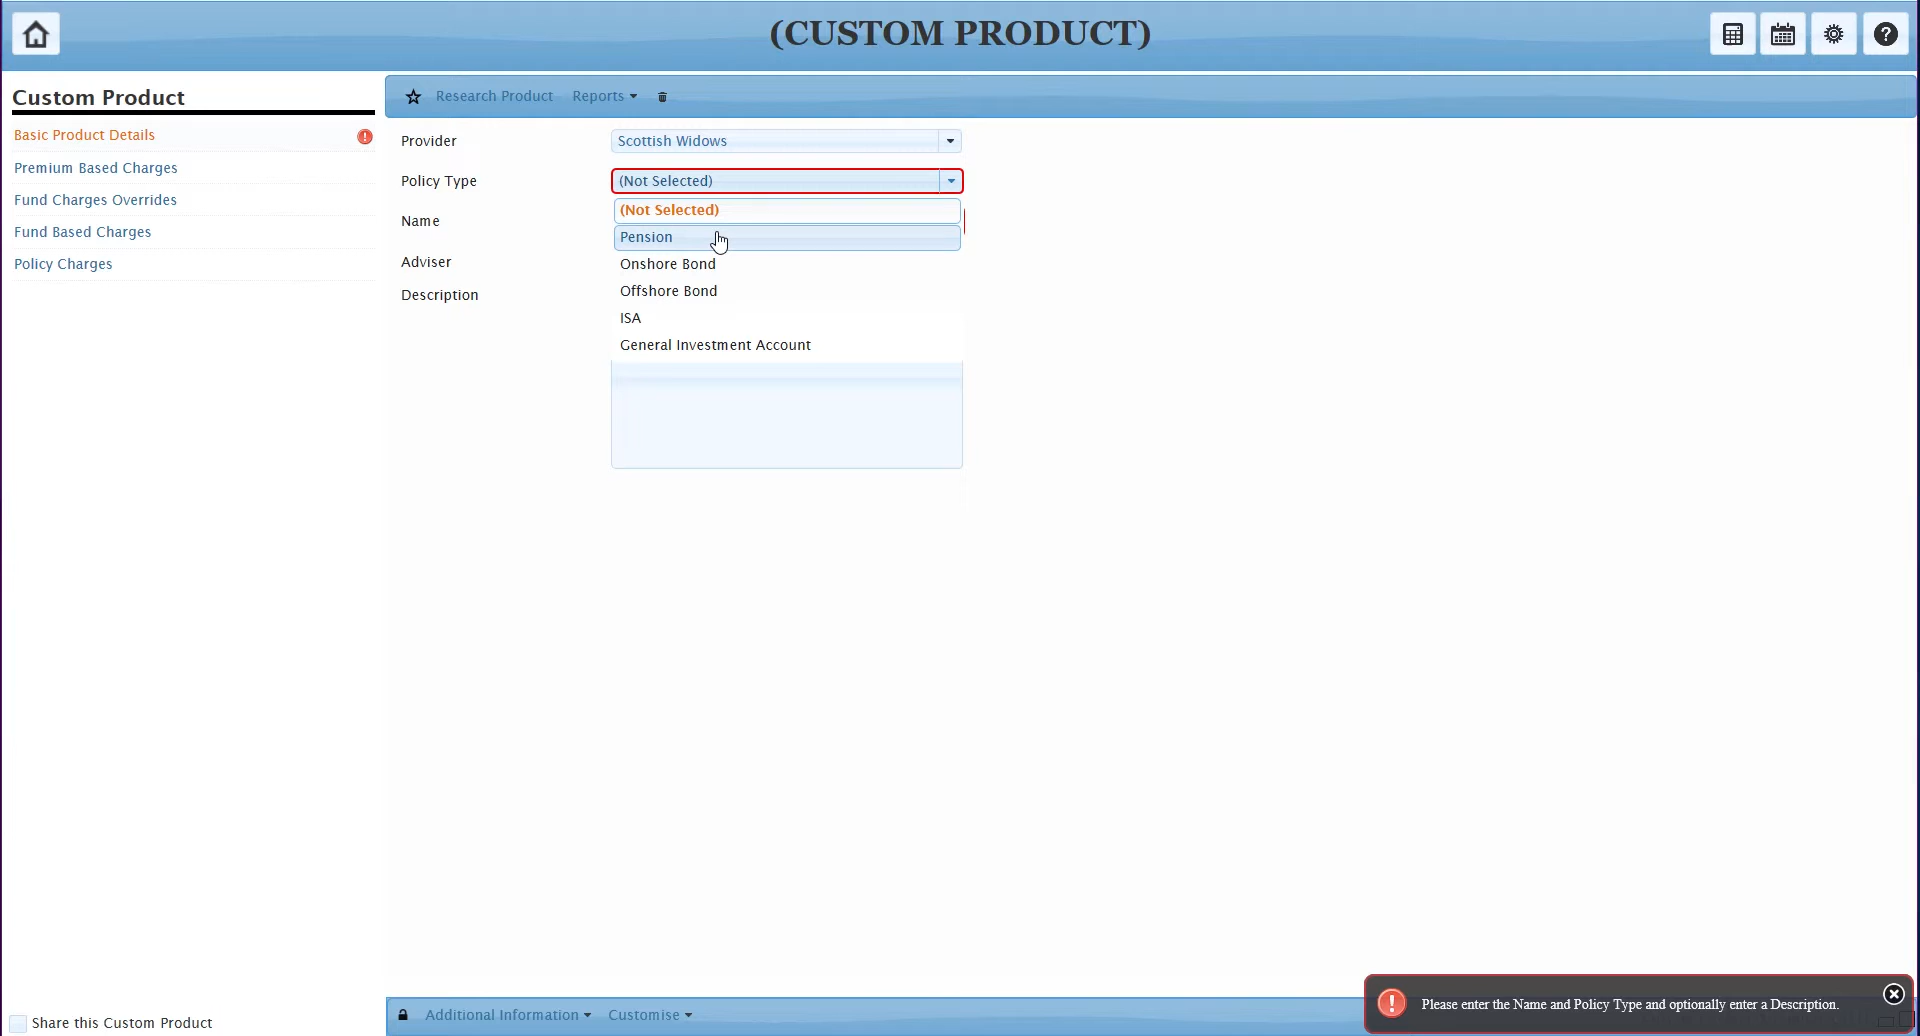 (CUSTOM PRODUCT)
Custom Product
Basic Product Details
Premium Based Charges
Fund Charges Overrides
Fund Based Charges
Policy Charges
Research Product Reports
Provider Scottish Widows
Policy Type (Not Selected)
(Not Selected)
Name
Pension
Adviser
Onshore Bond
Description
Offshore Bond
ISA
General Investment Account
Please enter the Name and Policy Type and optionally enter a Description.
Share this Custom Product
Additional Information Customise